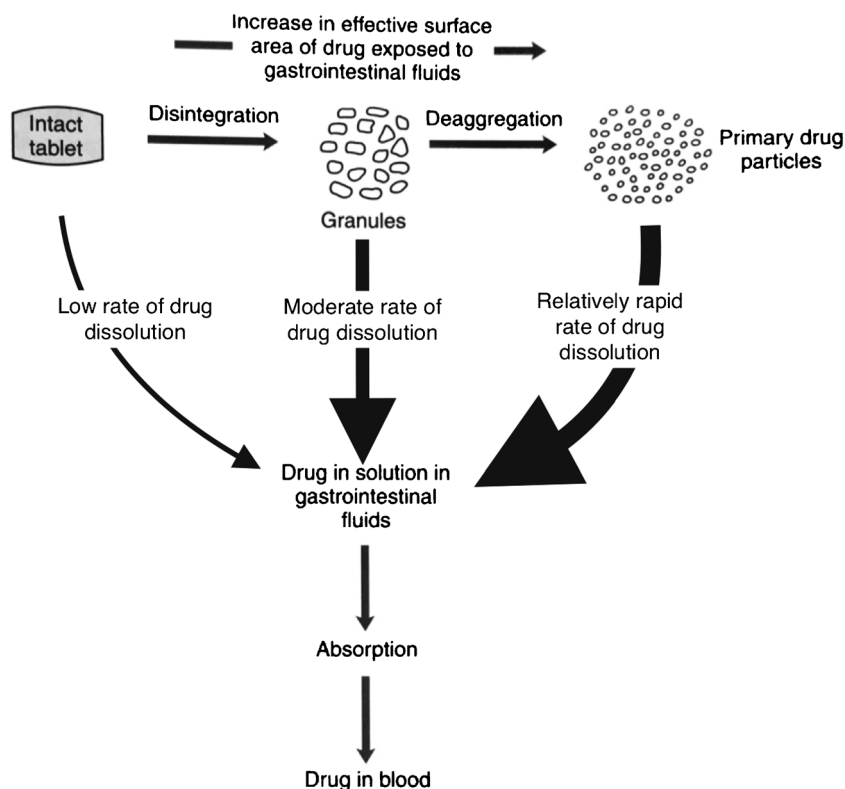 Increase in effective surface
area of drug exposed to
gastrointestinal fluids
Intact
tablet
Disintegration
Deaggregation
Primary drug
particles
Granules
Low rate of drug
dissolution
Moderate rate of
drug dissolution
Relatively rapid
rate of drug
dissolution
Drug in solution in
gastrointestinal
fluids
Absorption
Drug in blood